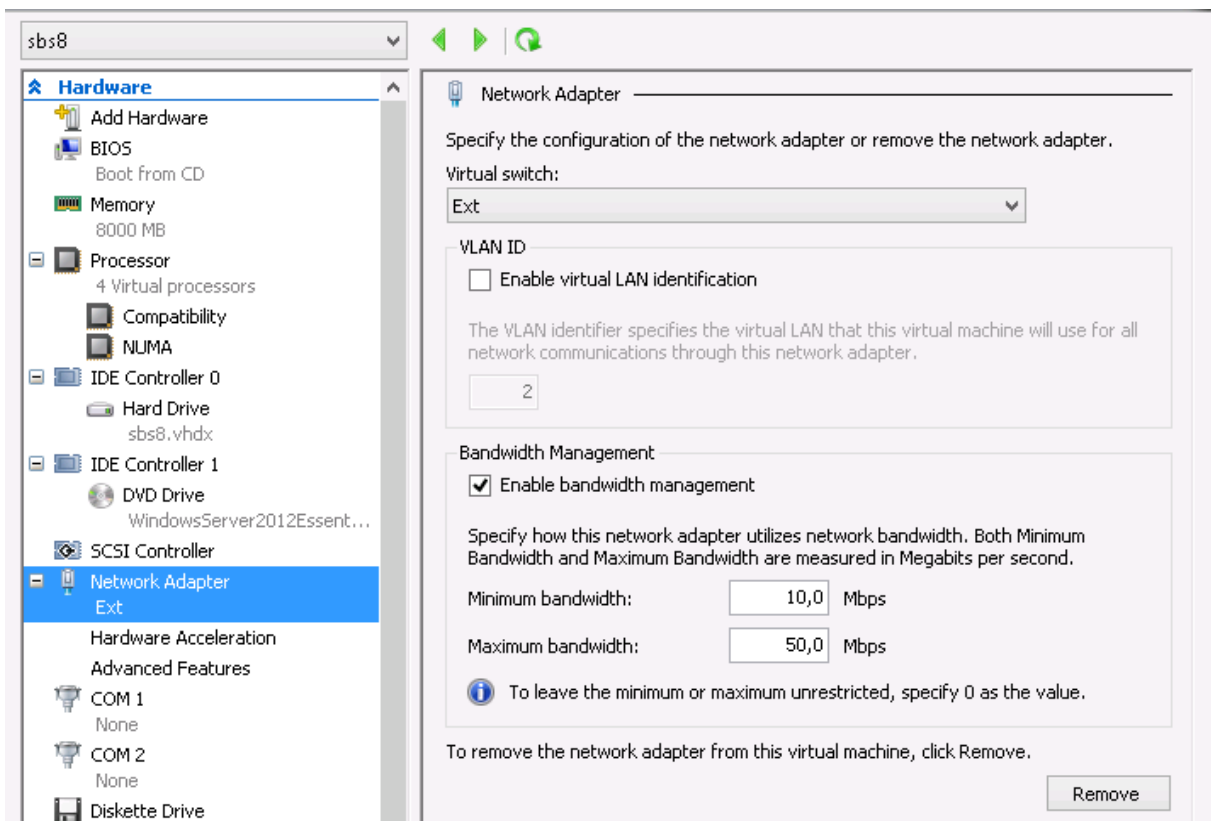 sbs8
Hardware
Add Hardware
BIOS
Boot from CD
Memory
8000 MB
Processor
4 Virtual processors
Compatibility
NUMA
IDE Controller 0
Hard Drive
sbs8.vhdx
IDE Controller 1
DVD Drive
WindowsServer2012Essent...
SCSI Controller
Network Adapter
Ext
Hardware Acceleration
Advanced Features
COM 1
None
COM 2
None
Diskette Drive
Network Adapter
Specify the configuration of the network adapter or remove the network adapter.
Virtual switch:
Ext
VLAN ID
Enable virtual LAN identification
The VLAN identifier specifies the virtual LAN that this virtual machine will use for all
network communications through this network adapter.
2
Bandwidth Management
Enable bandwidth management
Specify how this network adapter utilizes network bandwidth. Both Minimum
Bandwidth and Maximum Bandwidth are measured in Megabits per second.
Minimum bandwidth: 10,0 Mbps
Maximum bandwidth: 50,0 Mbps
To leave the minimum or maximum unrestricted, specify 0 as the value.
To remove the network adapter from this virtual machine, click Remove.
Remove